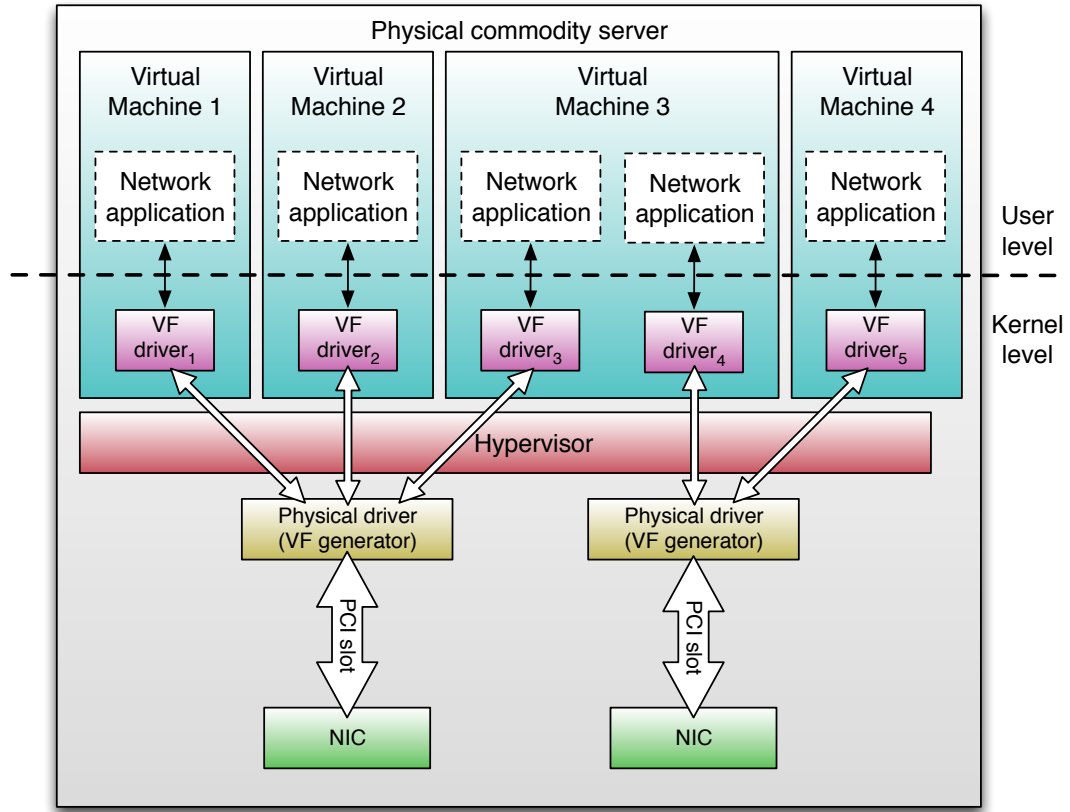 Physical commodity server
Virtual
Machine 1
Virtual
Machine 2
Virtual
Machine 3
Virtual
Machine 4
Network
application
Network
application
Network
application
Network
application
Network
application
User
level
Kernel
level
VF
driver1
VF
driver2
VF
driver3
VF
driver4
VF
driver5
Hypervisor
Physical driver
(VF generator)
Physical driver
(VF generator)
PCI slot
PCI slot
NIC
NIC